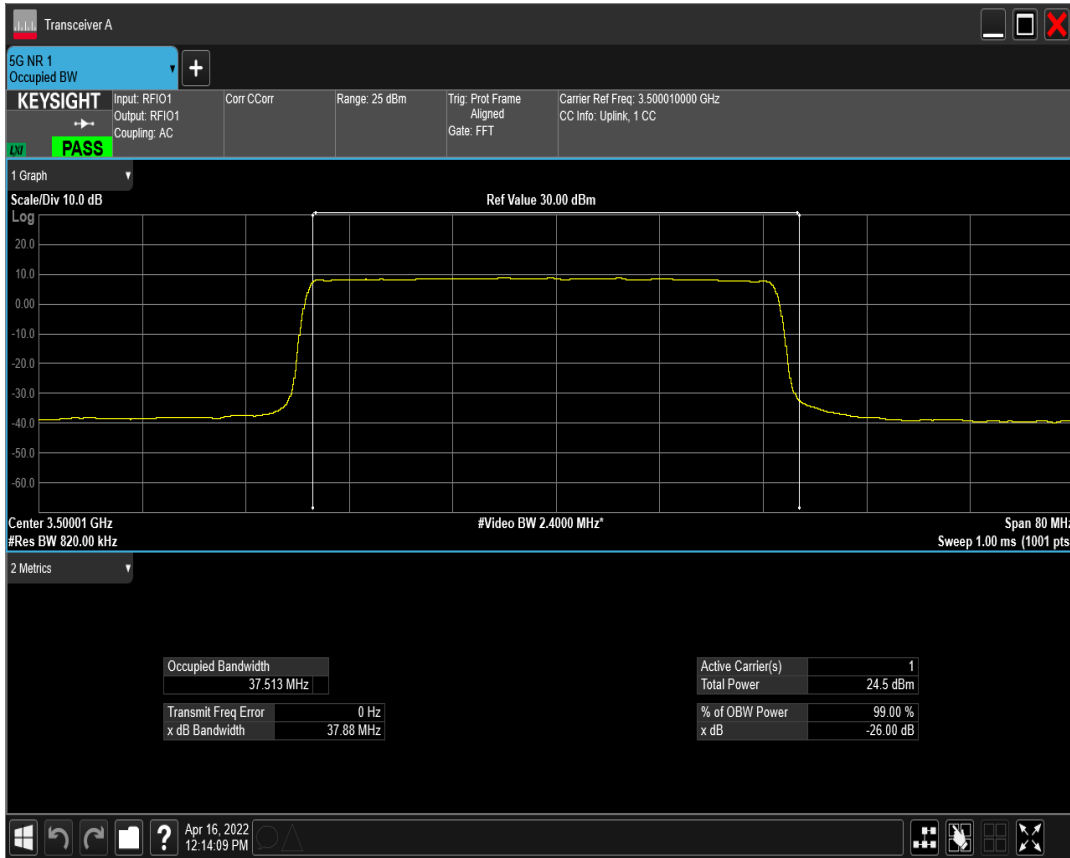 Transceiver A
5G NR 1
Occupied BW
KEYSIGHT
LXI
PASS
Input: RFIO1
Output: RFIO1
Coupling: AC
Corr CCorr
Range: 25 dBm
Trig: Prot Frame
Aligned
Gate: FFT
Carrier Ref Freq: 3.500010000 GHz
CC Info: Uplink, 1 CC
1 Graph
Scale/Div 10.0 dB
Ref Value 30.00 dBm
Log
20.0
10.0
0.00
-10.0
-20.0
-30.0
-40.0
-50.0
-60.0
Center 3.50001 GHz
#Video BW 2.4000 MHz*
Span 80 MHz
#Res BW 820.00 kHz
Sweep 1.00 ms (1001 pts
2 Metrics
Occupied Bandwidth
37.513 MHz
Transmit Freq Error 0 Hz
x dB Bandwidth 37.88 MHz
Active Carrier(s) 1
Total Power 24.5 dBm
% of OBW Power 99.00 %
x dB -26.00 dB
?
Apr 16, 2022
12:14:09 PM